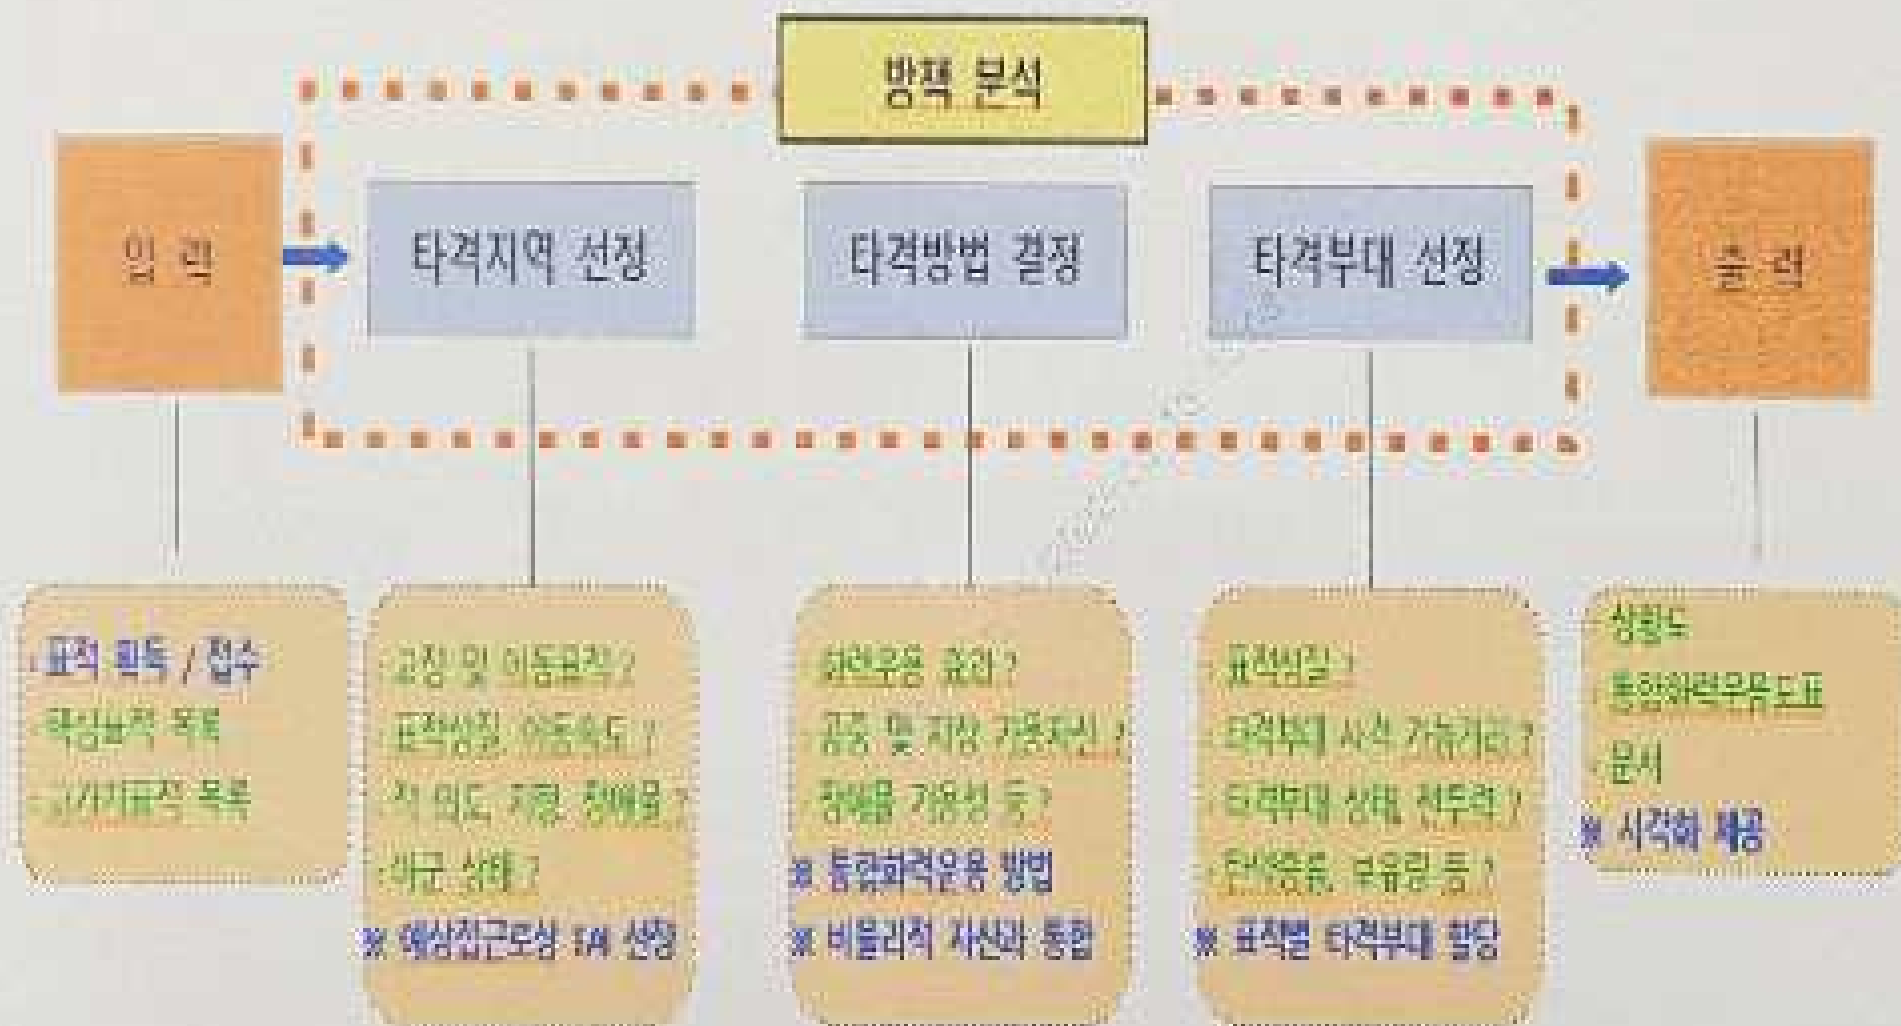 방책 분석
입 력
타격지역 선정
타격방법 결정
타격부대 선정
출 력
· 표적 획득 / 접수
· 핵심표적 목록
· 고가치표적 목록
· 고정 및 이동표적 ?
· 표적성질, 이동속도 ?
· 적 의도, 지형, 장애물 ?
· 아군 상태 ?
※ 예상접근로상 선정
· 화력운용 효과 ?
· 공중 및 지상 가용자산 ?
· 장애물 가용성 등 ?
※ 통합화력운용 방법
※ 비물리적 자산과 통합
· 표적성질 ?
· 타격부대 사격 가능거리 ?
· 타격부대 상태, 전투력 ?
· 탄약종류, 보유량 등 ?
※ 표적별 타격부대 할당
· 상황도
· 통합화력운용도표
· 문서
※ 시각화 제공